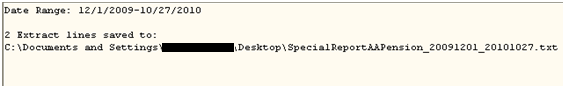 Date Range: 12/1/2009-10/27/2010
2 Extract lines saved to:
C:\Documents and Settings\\Desktop\SpecialReportAAPension_20091201_20101027.txt